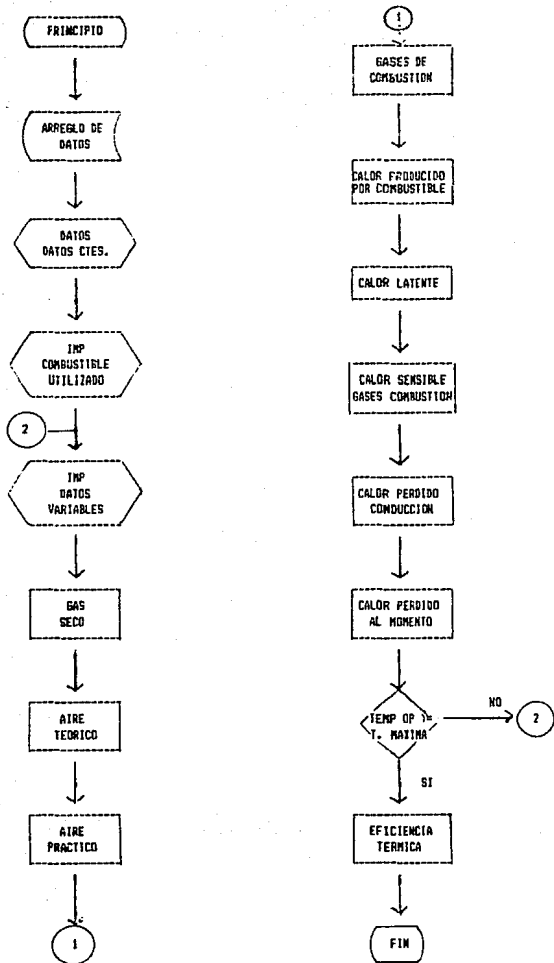 PRINCIPIO
ARREGLO DE
DATOS
DATOS
DATOS CTES.
IMP
COMBUSTIBLE
UTILIZADO
2
IMP
DATOS
VARIABLES
GAS
SECO
AIRE
TEORICO
AIRE
PRACTICO
1
1
GASES DE
COMBUSTION
CALOR PRODUCIDO
POR COMBUSTIBLE
CALOR LATENTE
CALOR SENSIBLE
GASES COMBUSTION
CALOR PERDIDO
CONDUCCION
CALOR PERDIDO
AL MOMENTO
TEMP OP >=
T. MAXIMA
NO
2
SI
EFICIENCIA
TERMICA
FIN